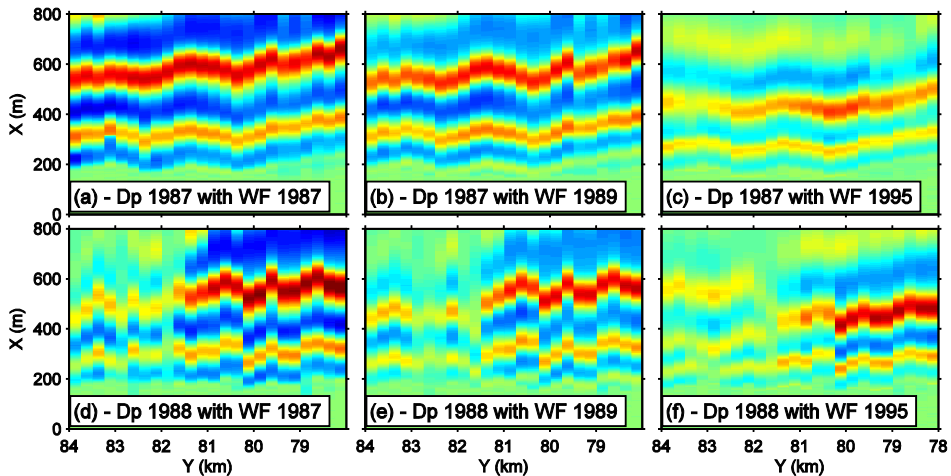 800
600
400
200
0
X (m)
(a) - Dp 1987 with WF 1987
(b) - Dp 1987 with WF 1989
(c) - Dp 1987 with WF 1995
800
600
400
200
0
X (m)
(d) - Dp 1988 with WF 1987
(e) - Dp 1988 with WF 1989
(f) - Dp 1988 with WF 1995
84 83 82 81 80 79 84 83 82 81 80 79 84 83 82 81 80 79 78
Y (km) Y (km) Y (km)